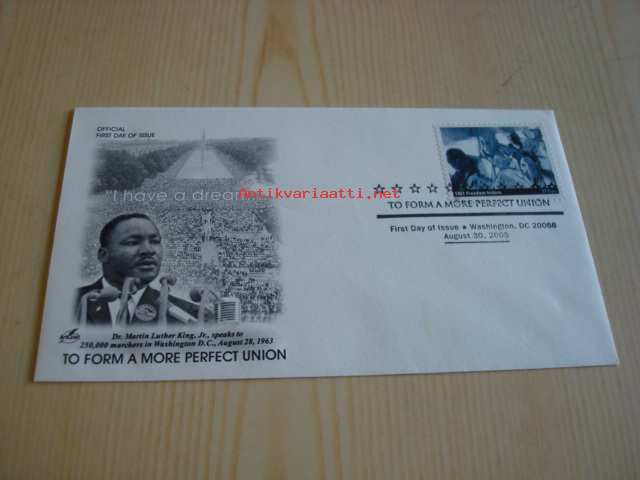 OFFICIAL
FIRST DAY OF ISSUE
"I have a dream
Antikvariaatti.net
1961 Freedom Riders
TO FORM A MORE PERFECT UNION
First Day of Issue ★ Washington, DC 20066
August 30, 2005
Dr. Martin Luther King, Jr., speaks to
250,000 marchers in Washington D.C., August 28, 1963
TO FORM A MORE PERFECT UNION